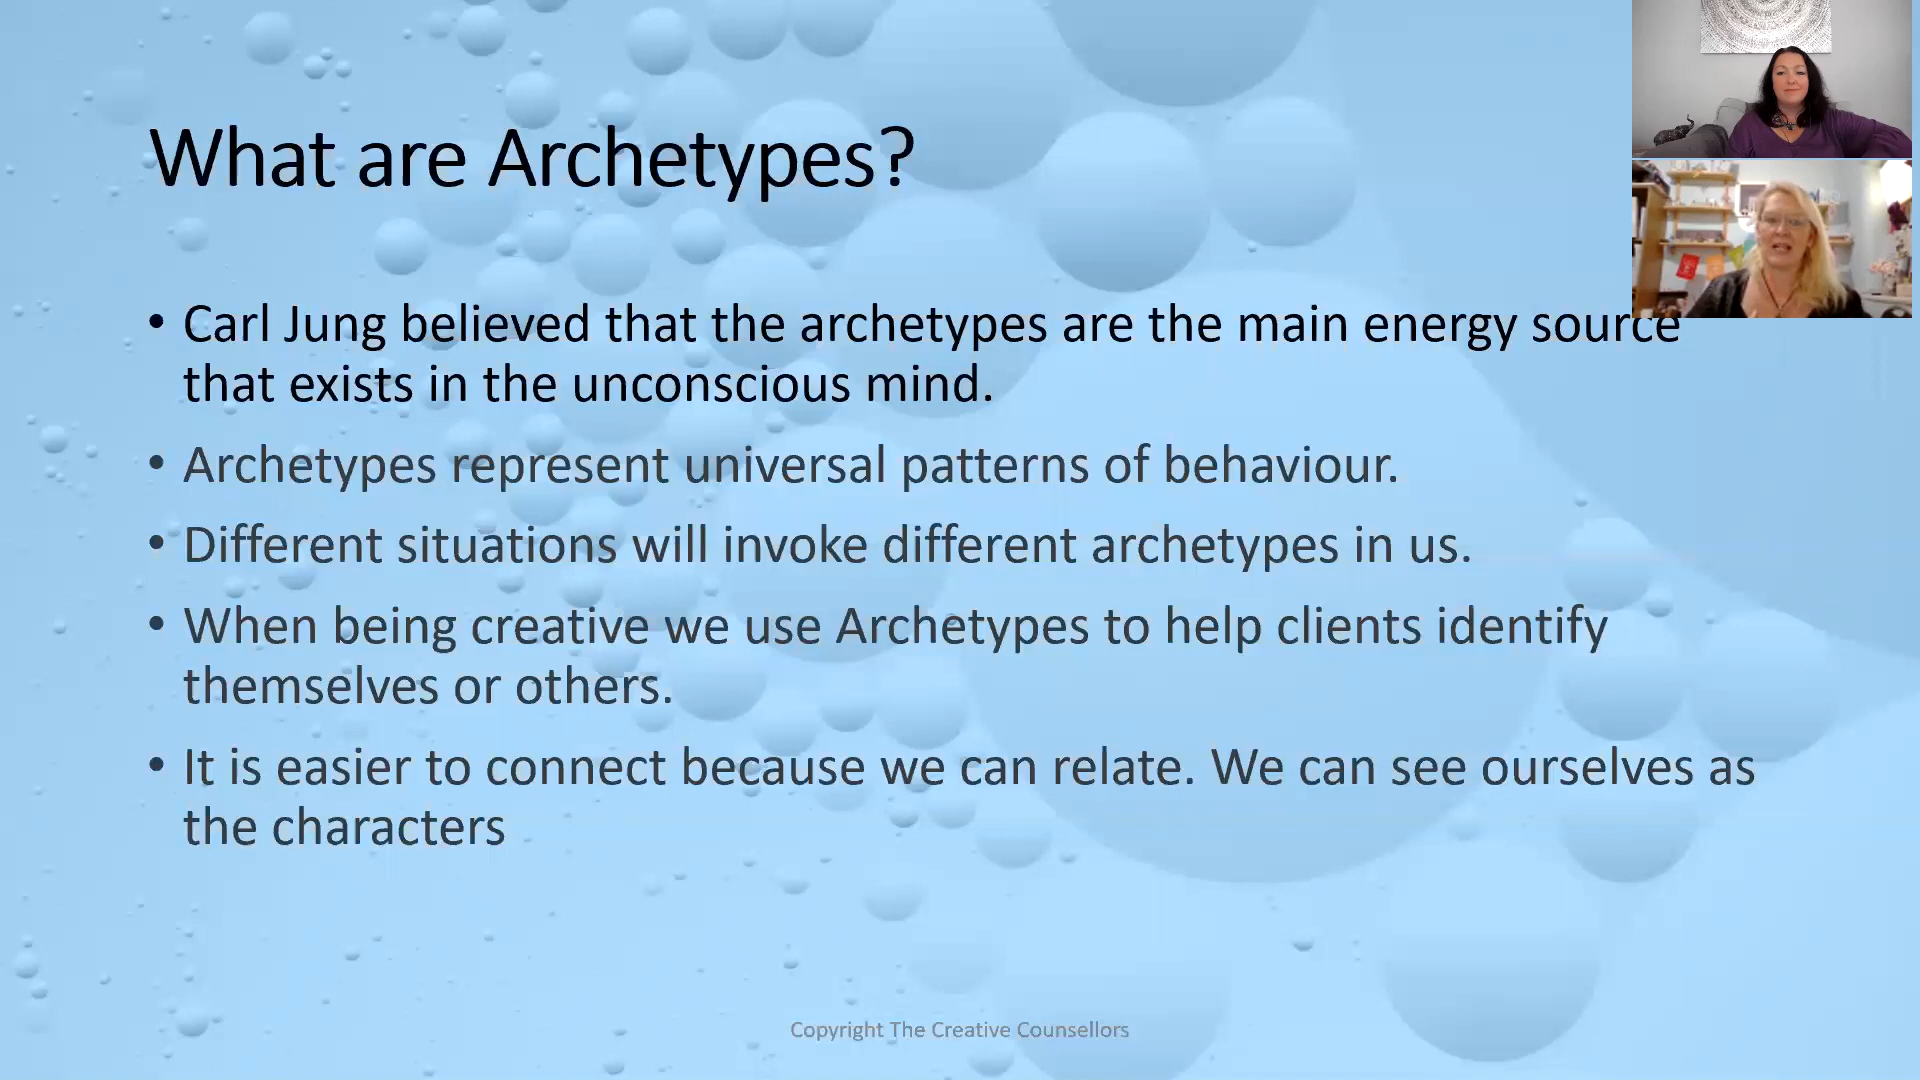 What are Archetypes?
• Carl Jung believed that the archetypes are the main energy source
that exists in the unconscious mind.
• Archetypes represent universal patterns of behaviour.
• Different situations will invoke different archetypes in us.
• When being creative we use Archetypes to help clients identify
themselves or others.
• It is easier to connect because we can relate. We can see ourselves as
the characters
Copyright The Creative Counsellors